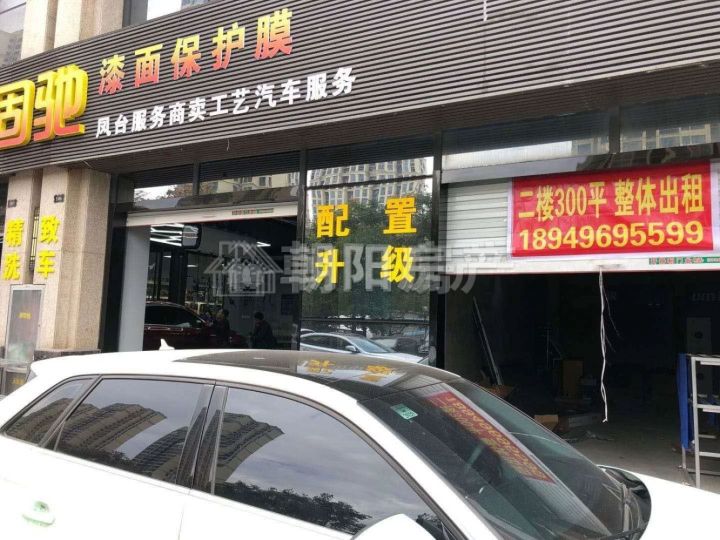 固驰 漆面保护膜
凤台服务商卖工艺汽车服务
精致
洗车
配置
升级
二楼300平 整体出租
18949695599
朝阳房产